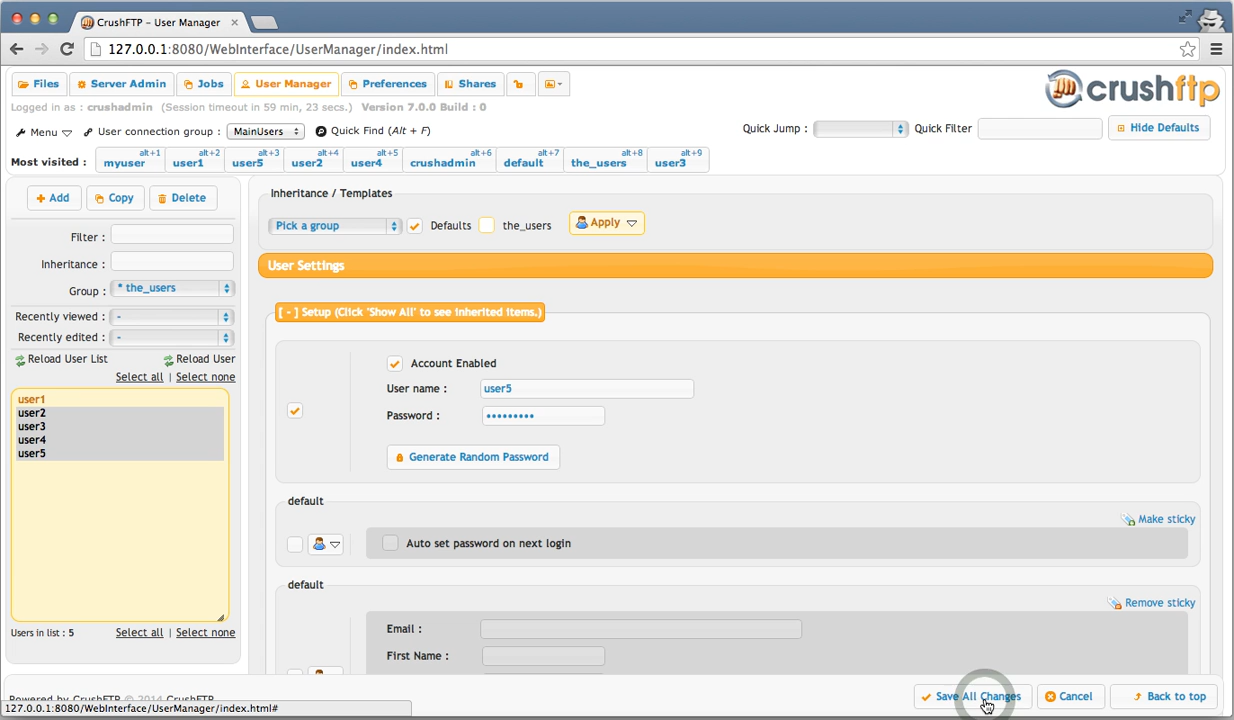 CrushFTP – User Manager
127.0.0.1:8080/WebInterface/UserManager/index.html
Files Server Admin Jobs User Manager Preferences Shares
crushftp
Logged in as : crushadmin (Session timeout in 59 min, 23 secs.) Version 7.0.0 Build : 0
Menu User connection group : MainUsers Quick Find (Alt + F) Quick Jump : Quick Filter Hide Defaults
Most visited : myuser alt+1 user1 alt+2 user5 alt+3 user2 alt+4 user4 alt+5 crushadmin alt+6 default alt+7 the_users alt+8 user3 alt+9
Add Copy Delete
Filter :
Inheritance :
Group : * the_users
Recently viewed : -
Recently edited : -
Reload User List Reload User
Select all | Select none
user1
user2
user3
user4
user5
Users in list : 5 Select all | Select none
Inheritance / Templates
Pick a group Defaults the_users Apply
User Settings
[ - ] Setup (Click 'Show All' to see inherited items.)
Account Enabled
User name : user5
Password : •••••••••
Generate Random Password
default
Make sticky
Auto set password on next login
default
Remove sticky
Email :
First Name :
Powered by CrushFTP © 2014 CrushFTP
127.0.0.1:8080/WebInterface/UserManager/index.html#
Save All Changes Cancel Back to top